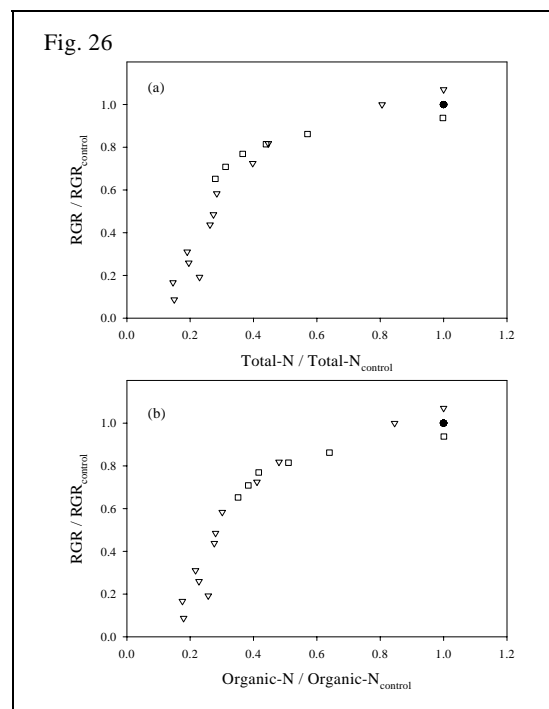 Fig. 26
(a)
1.0
0.8
0.6
0.4
0.2
0.0
RGR / RGRcontrol
0.0 0.2 0.4 0.6 0.8 1.0 1.2
Total-N / Total-Ncontrol
(b)
1.0
0.8
0.6
0.4
0.2
0.0
RGR / RGRcontrol
0.0 0.2 0.4 0.6 0.8 1.0 1.2
Organic-N / Organic-Ncontrol